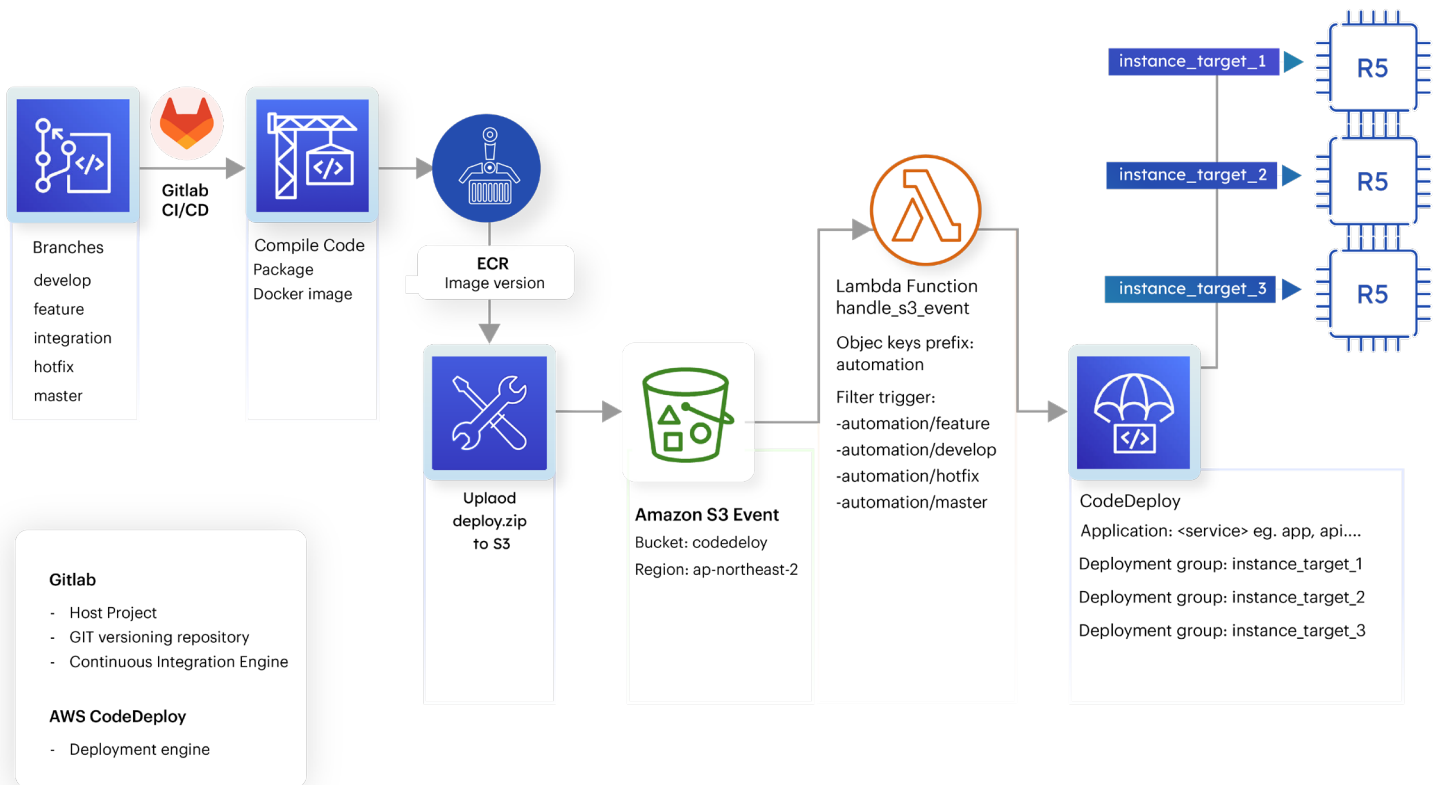 Branches
develop
feature
integration
hotfix
master
Gitlab
CI/CD
Compile Code
Package
Docker image
ECR
Image version
Uplaod
deploy.zip
to S3
Amazon S3 Event
Bucket: codedeloy
Region: ap-northeast-2
Lambda Function
handle_s3_event
Objec keys prefix:
automation
Filter trigger:
-automation/feature
-automation/develop
-automation/hotfix
-automation/master
CodeDeploy
Application: <service> eg. app, api....
Deployment group: instance_target_1
Deployment group: instance_target_2
Deployment group: instance_target_3
instance_target_1
R5
instance_target_2
R5
instance_target_3
R5
Gitlab
- Host Project
- GIT versioning repository
- Continuous Integration Engine
AWS CodeDeploy
- Deployment engine